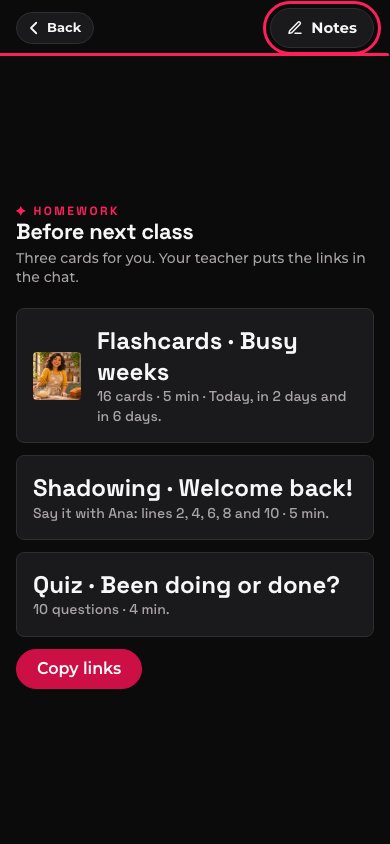 Back
Notes
HOMEWORK
Before next class
Three cards for you. Your teacher puts the links in
the chat.
Flashcards · Busy
weeks
16 cards · 5 min · Today, in 2 days and
in 6 days.
Shadowing · Welcome back!
Say it with Ana: lines 2, 4, 6, 8 and 10 · 5 min.
Quiz · Been doing or done?
10 questions · 4 min.
Copy links